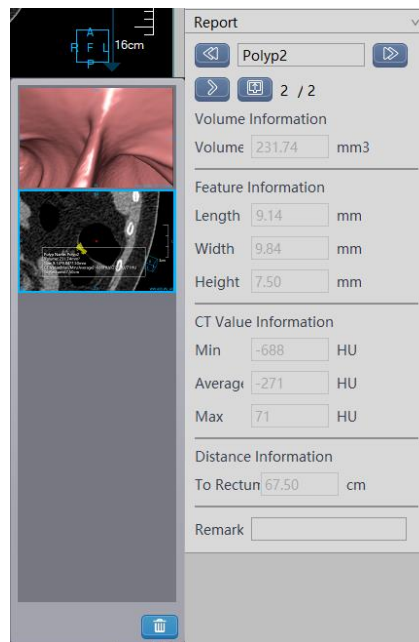 A
R F L
P
16cm
Report
Polyp2
2 / 2
Volume Information
Volume 231.74 mm3
Feature Information
Length 9.14 mm
Width 9.84 mm
Height 7.50 mm
CT Value Information
Min -688 HU
Average -271 HU
Max 71 HU
Distance Information
To Rectum 67.50 cm
Remark